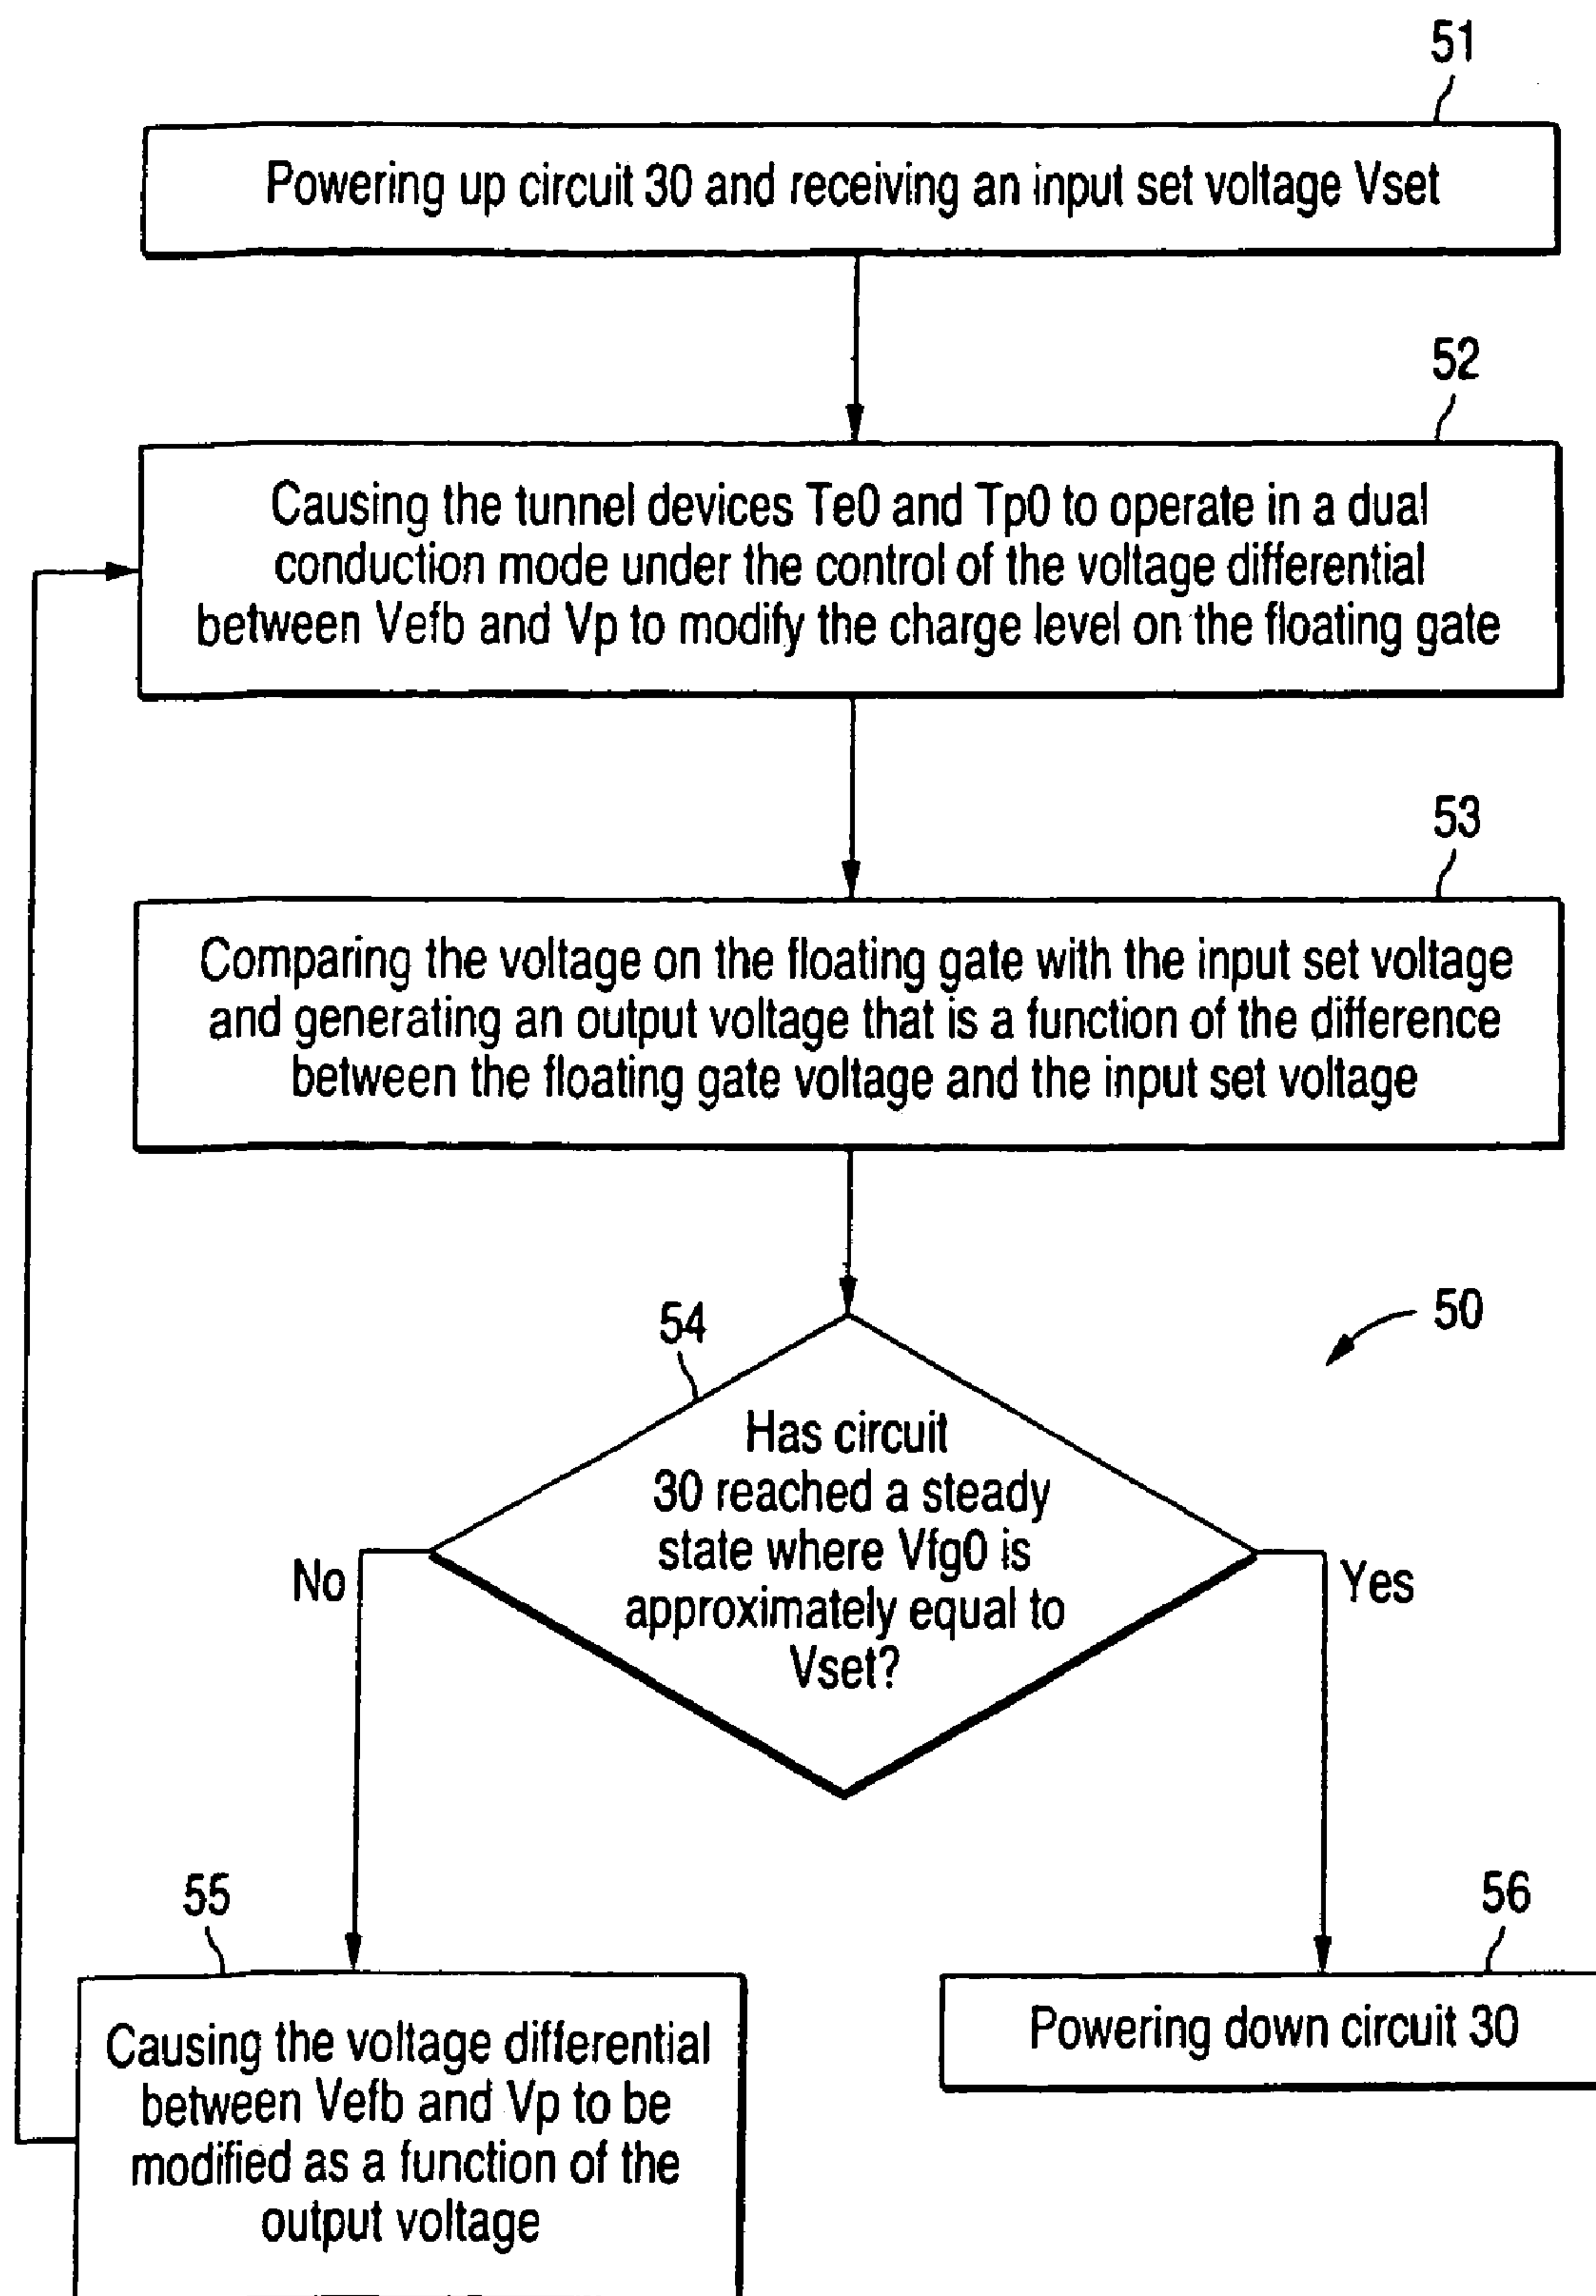 51
Powering up circuit 30 and receiving an input set voltage Vset
52
Causing the tunnel devices Te0 and Tp0 to operate in a dual
conduction mode under the control of the voltage differential
between Vefb and Vp to modify the charge level on the floating gate
53
Comparing the voltage on the floating gate with the input set voltage
and generating an output voltage that is a function of the difference
between the floating gate voltage and the input set voltage
50
54
Has circuit
30 reached a steady
state where Vfg0 is
approximately equal to
Vset?
No
Yes
55
Causing the voltage differential
between Vefb and Vp to be
modified as a function of the
output voltage
56
Powering down circuit 30